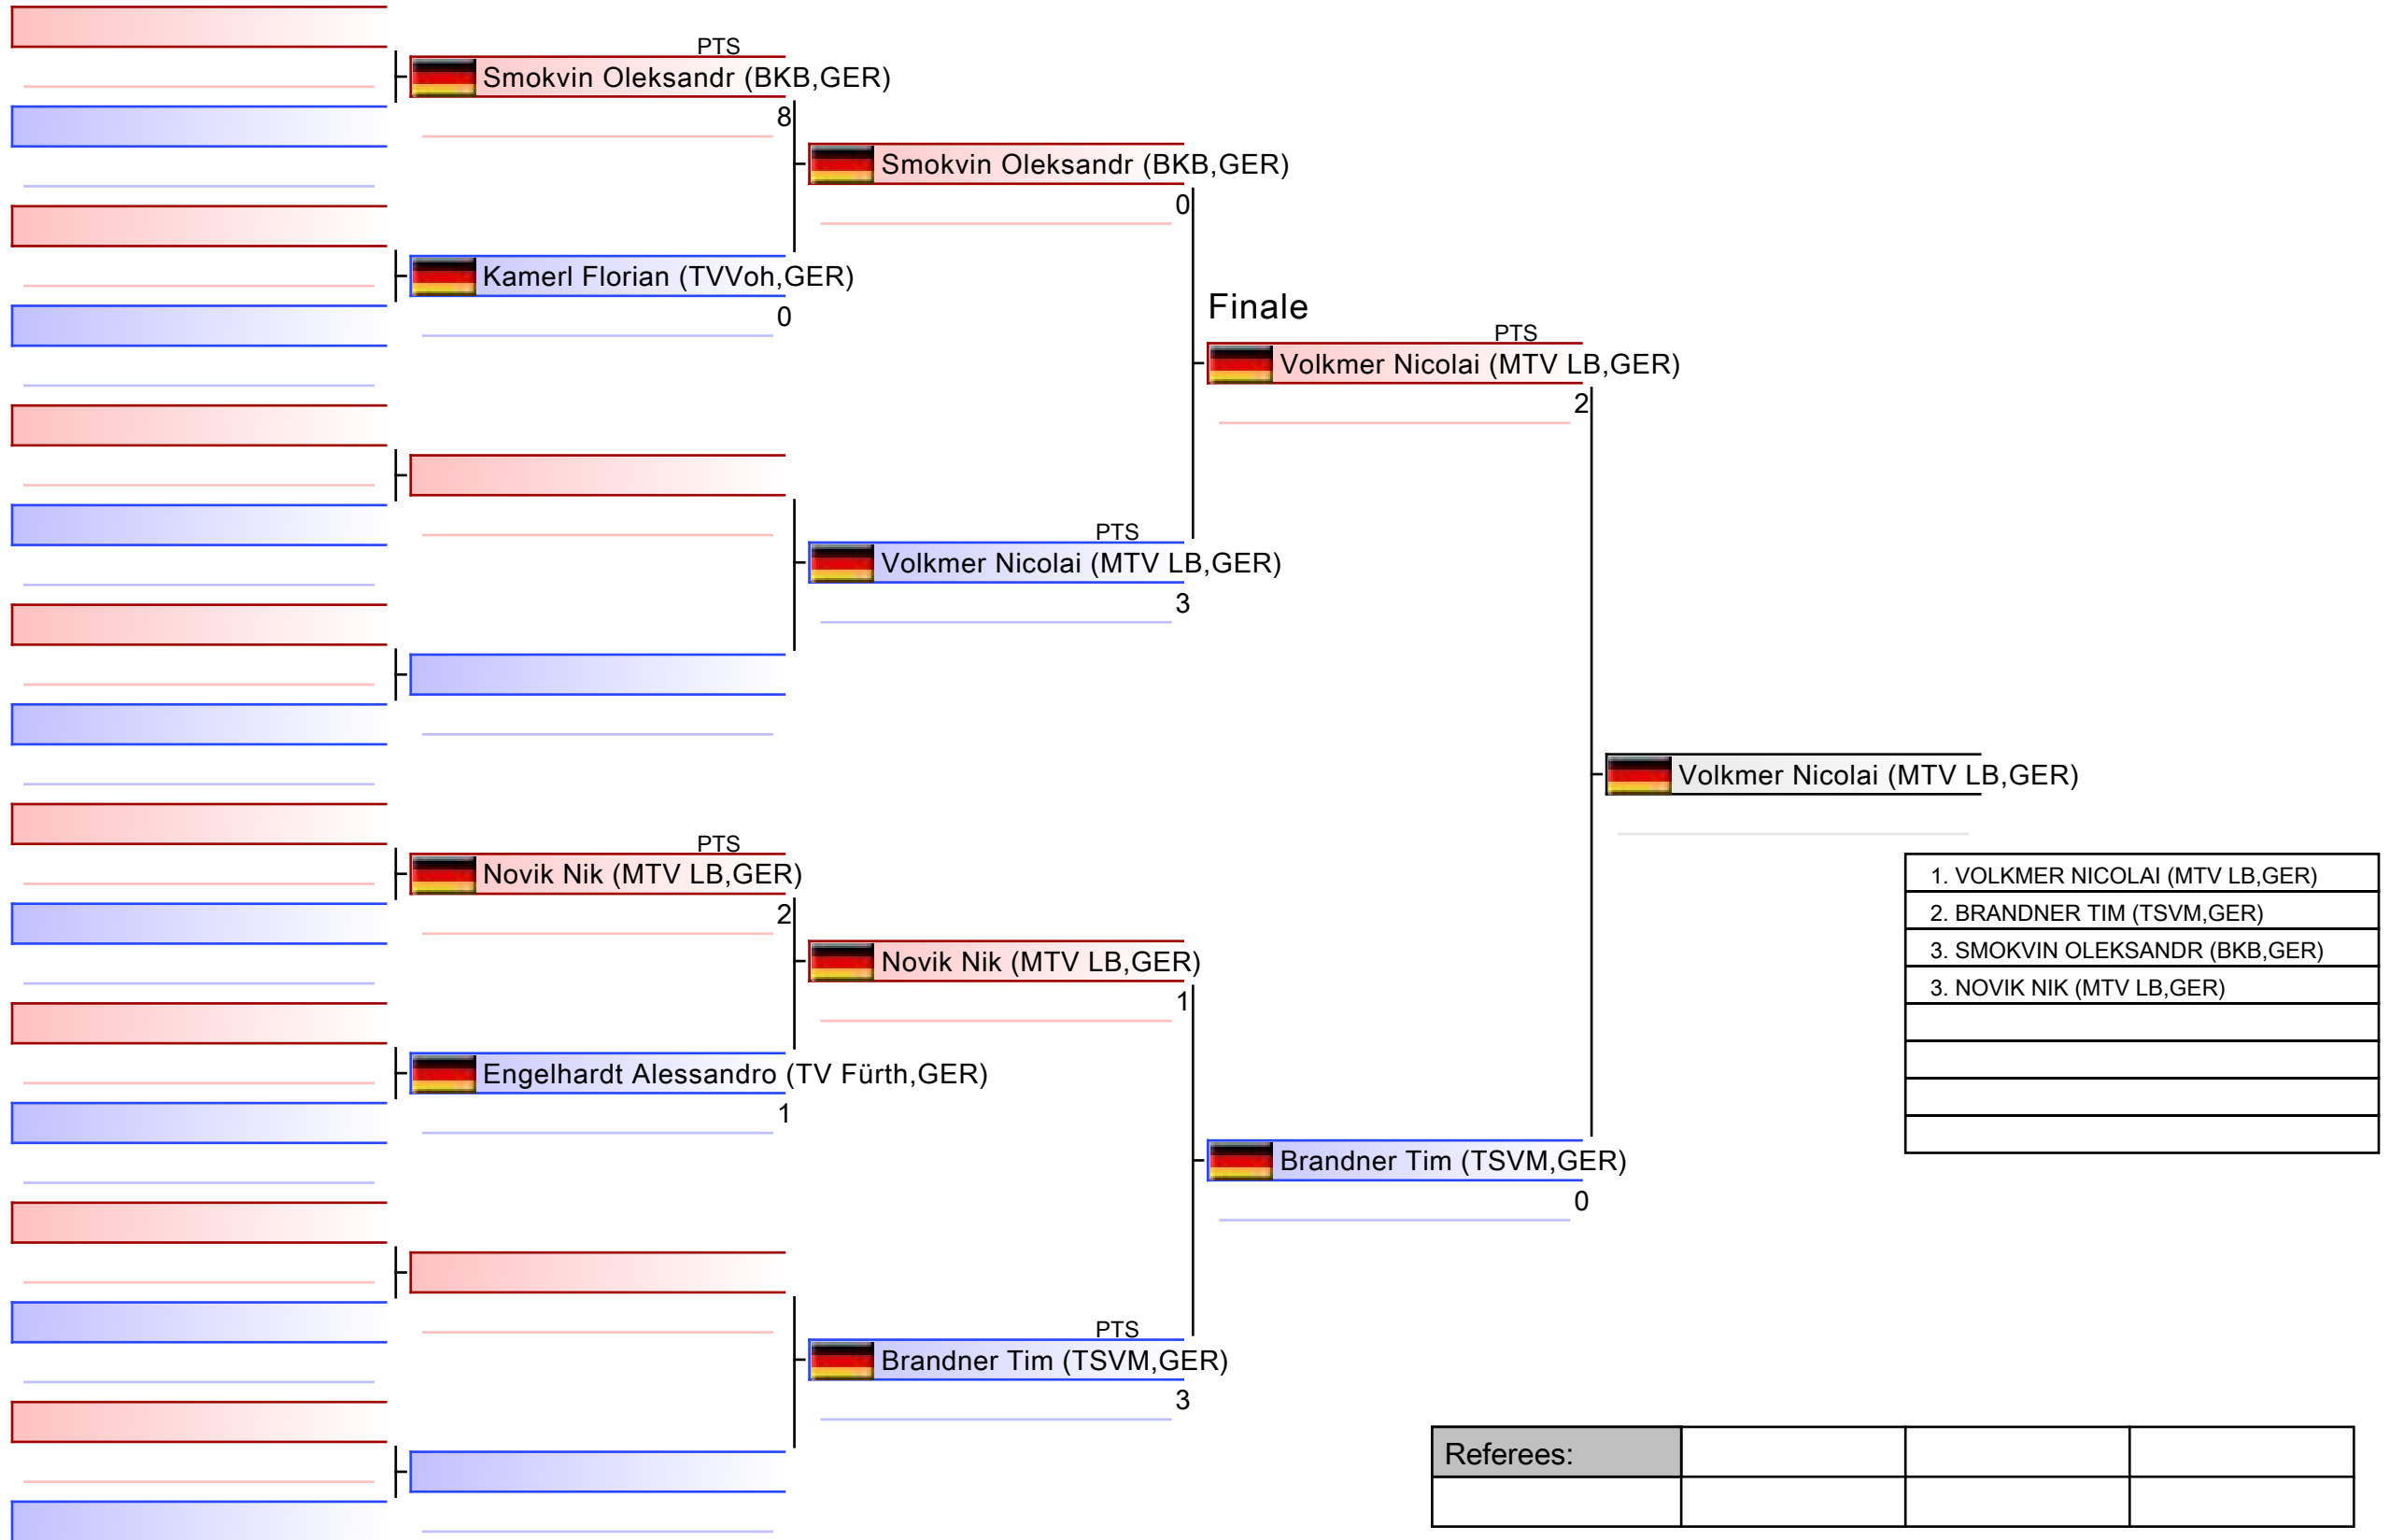 PTS
Smokvin Oleksandr (BKB,GER)
8
Smokvin Oleksandr (BKB,GER)
0
Kamerl Florian (TVVoh,GER)
0
Finale
PTS
Volkmer Nicolai (MTV LB,GER)
2
PTS
Volkmer Nicolai (MTV LB,GER)
3
Volkmer Nicolai (MTV LB,GER)
PTS
Novik Nik (MTV LB,GER)
2
Novik Nik (MTV LB,GER)
1
Engelhardt Alessandro (TV Fürth,GER)
1
Brandner Tim (TSVM,GER)
0
PTS
Brandner Tim (TSVM,GER)
3
1. VOLKMER NICOLAI (MTV LB,GER)
2. BRANDNER TIM (TSVM,GER)
3. SMOKVIN OLEKSANDR (BKB,GER)
3. NOVIK NIK (MTV LB,GER)
Referees: